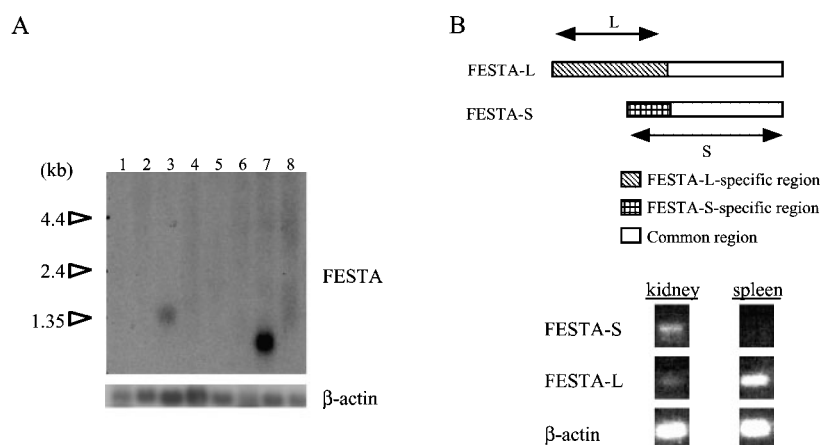 A
1 2 3 4 5 6 7 8
(kb)
4.4
2.4
1.35
FESTA
β-actin
B
L
FESTA-L
FESTA-S
S
FESTA-L-specific region
FESTA-S-specific region
Common region
kidney spleen
FESTA-S
FESTA-L
β-actin